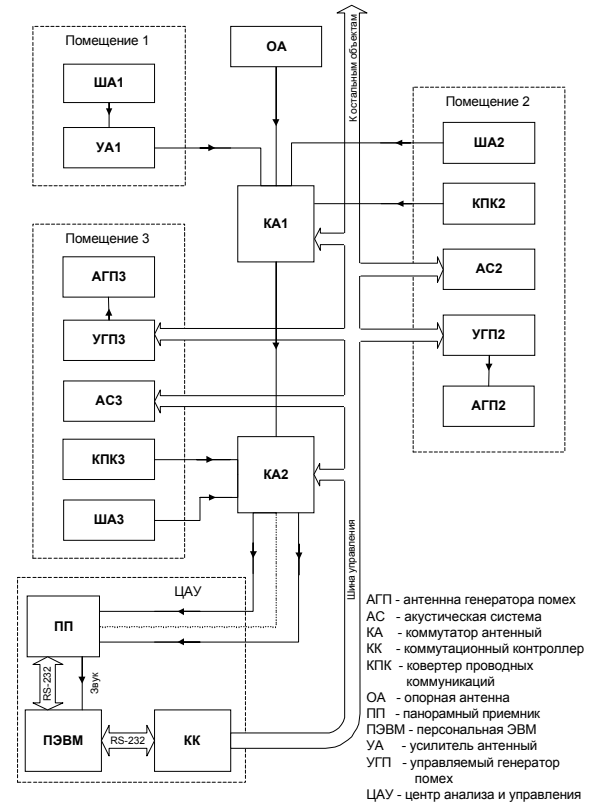 Помещение 1
ША1
УА1
ОА
К остальным объектам
Помещение 2
ША2
КПК2
АС2
УГП2
АГП2
КА1
Помещение 3
АГП3
УГП3
АС3
КПК3
ША3
КА2
Шина управления
ЦАУ
ПП
RS-232
Звук
ПЭВМ
RS-232
КК
АГП - антеннна генератора помех
АС - акустическая система
КА - коммутатор антенный
КК - коммутационный контроллер
КПК - ковертер проводных
коммуникаций
ОА - опорная антенна
ПП - панорамный приемник
ПЭВМ - персональная ЭВМ
УА - усилитель антенный
УГП - управляемый генератор
помех
ЦАУ - центр анализа и управления